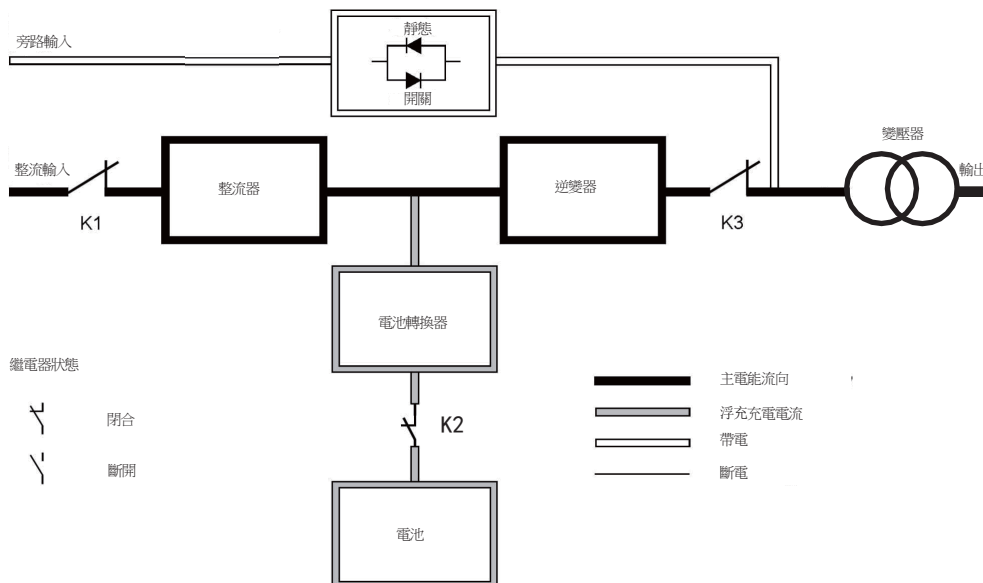 靜態
旁路輸入
開關
變壓器
整流輸入
整流器
逆變器
輸出
K1
K3
電池轉換器
繼電器狀態
主電能流向
閉合
K2
浮充充電電流
帶電
斷開
斷電
電池